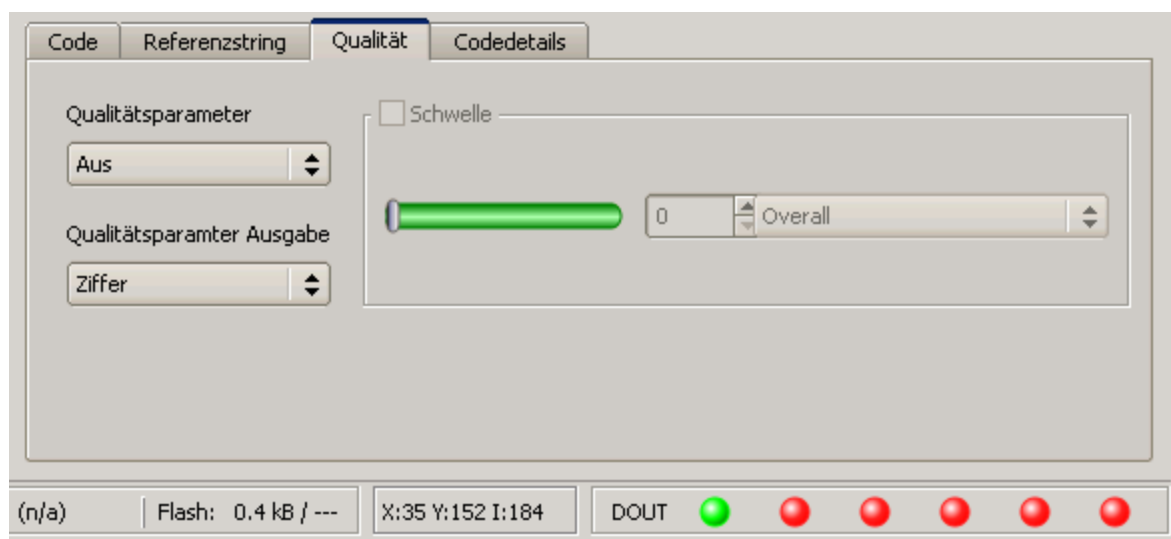 Code Referenzstring Qualität Codedetails
Qualitätsparameter
Aus
Qualitätsparamter Ausgabe
Ziffer
Schwelle
0 Overall
(n/a) Flash: 0.4 kB / --- X:35 Y:152 I:184 DOUT